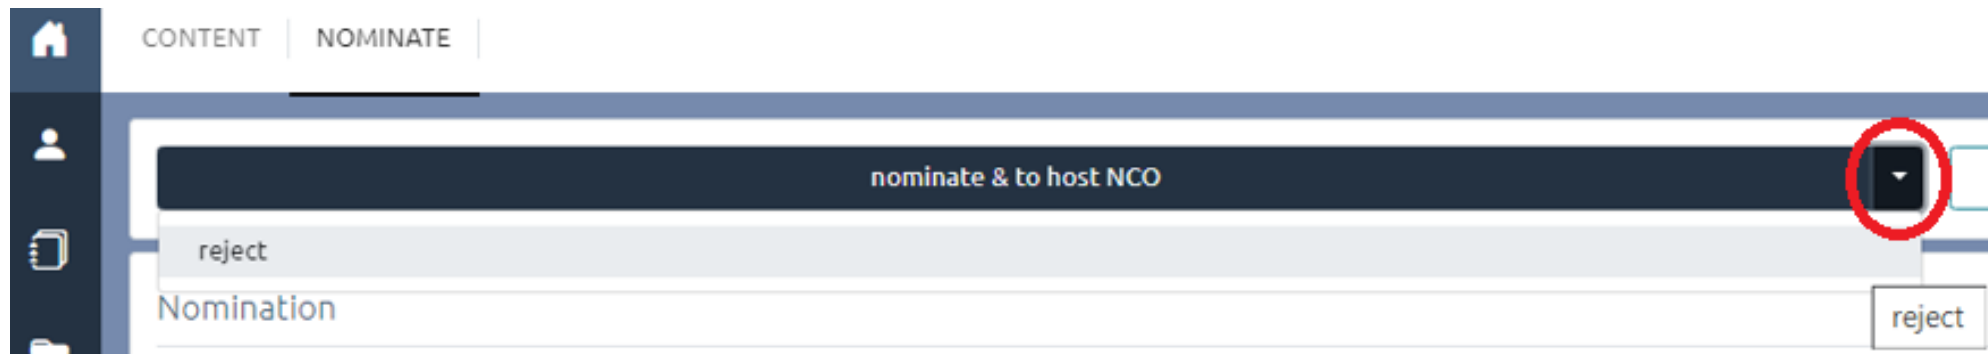 CONTENT NOMINATE
nominate & to host NCO
reject
Nomination
reject